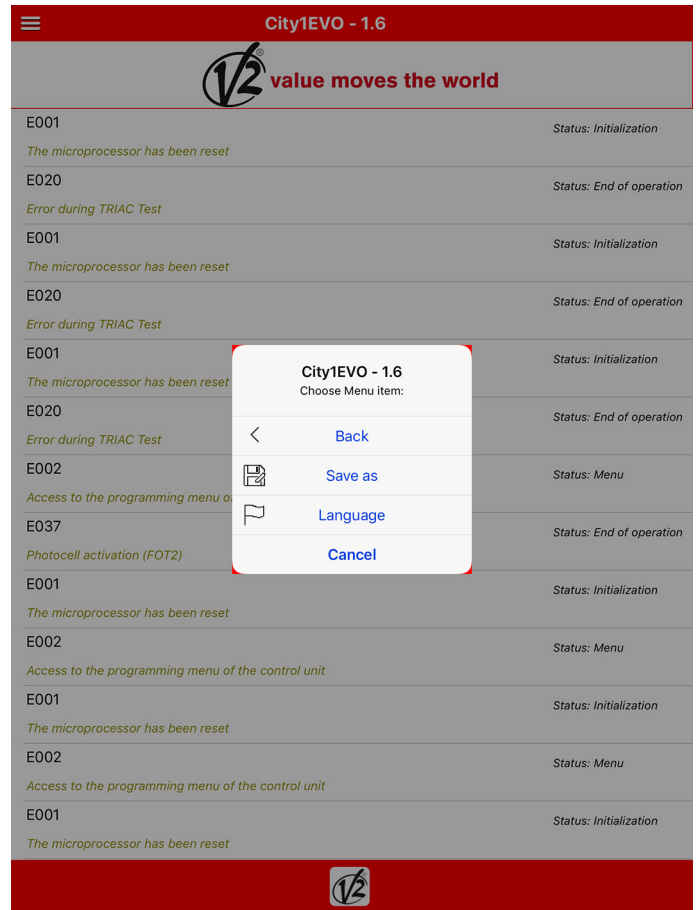 City1EVO - 1.6
V2 ® value moves the world
E001
Status: Initialization
The microprocessor has been reset
E020
Status: End of operation
Error during TRIAC Test
E001
Status: Initialization
The microprocessor has been reset
E020
Status: End of operation
Error during TRIAC Test
E001
Status: Initialization
The microprocessor has been reset
E020
Status: End of operation
Error during TRIAC Test
E002
Status: Menu
Access to the programming menu o
E037
Status: End of operation
Photocell activation (FOT2)
E001
Status: Initialization
The microprocessor has been reset
E002
Status: Menu
Access to the programming menu of the control unit
E001
Status: Initialization
The microprocessor has been reset
E002
Status: Menu
Access to the programming menu of the control unit
E001
Status: Initialization
The microprocessor has been reset
City1EVO - 1.6
Choose Menu item:
Back
Save as
Language
Cancel
V2